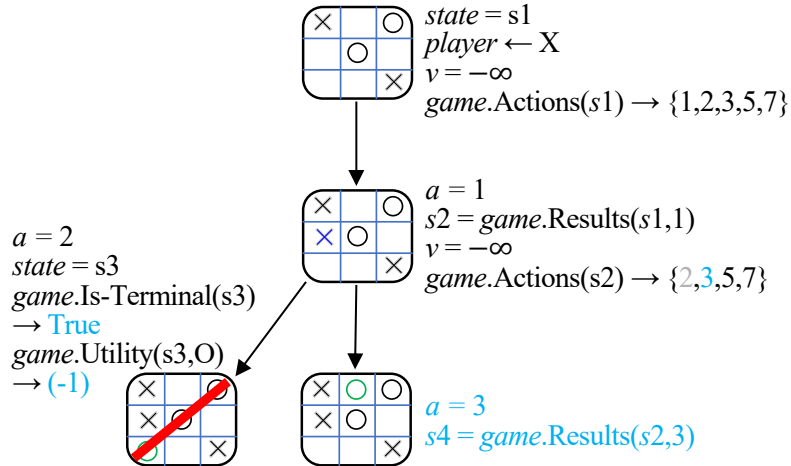 state = s1
player ← X
v = −∞
game.Actions(s1) → {1,2,3,5,7}
a = 1
s2 = game.Results(s1,1)
v = −∞
game.Actions(s2) → {2,3,5,7}
a = 2
state = s3
game.Is-Terminal(s3)
→ True
game.Utility(s3,O)
→ (-1)
a = 3
s4 = game.Results(s2,3)